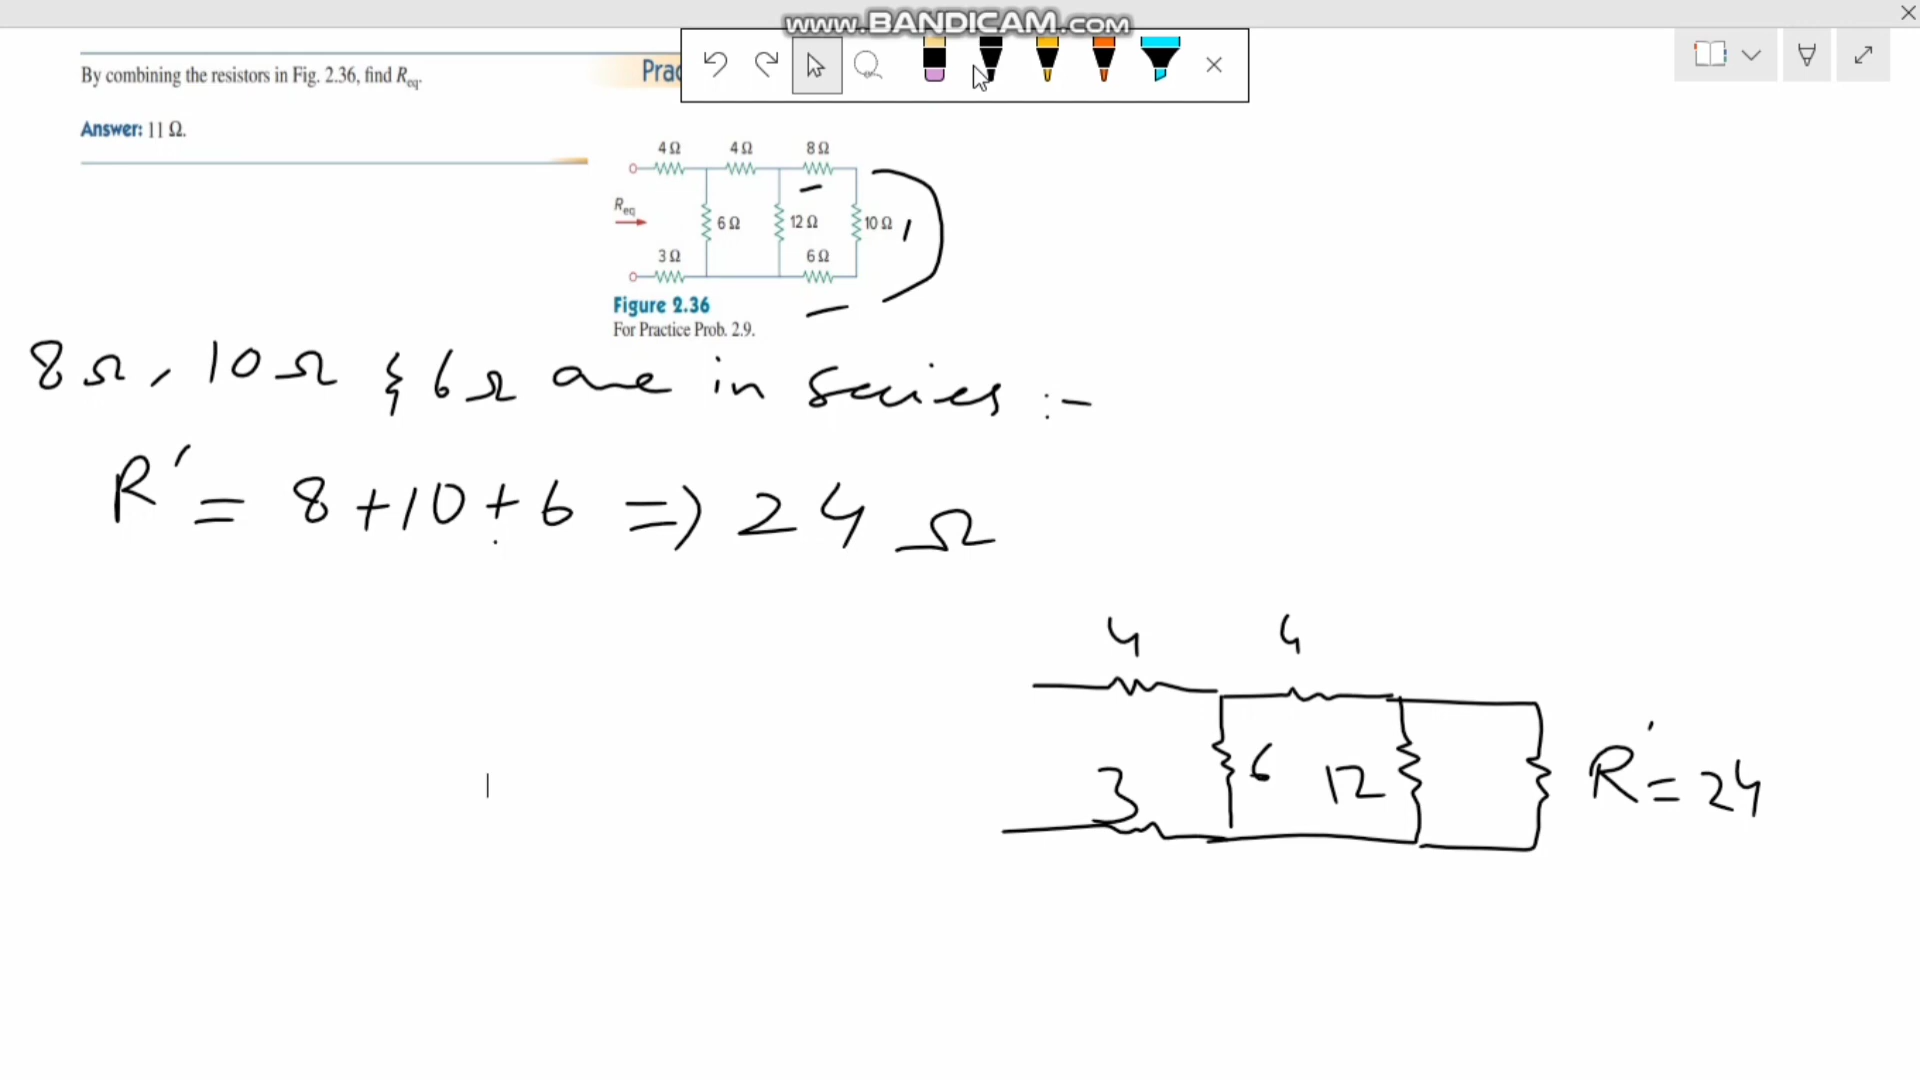 www.BANDICAM.com
By combining the resistors in Fig. 2.36, find Req.
Answer: 11 Ω.
4 Ω 4 Ω 8 Ω
Req
6 Ω 12 Ω 10 Ω
3 Ω 6 Ω
Figure 2.36
For Practice Prob. 2.9.
8Ω, 10Ω & 6Ω are in series :-
R' = 8+10+6 => 24 Ω
4 4
3 6 12 R' = 24